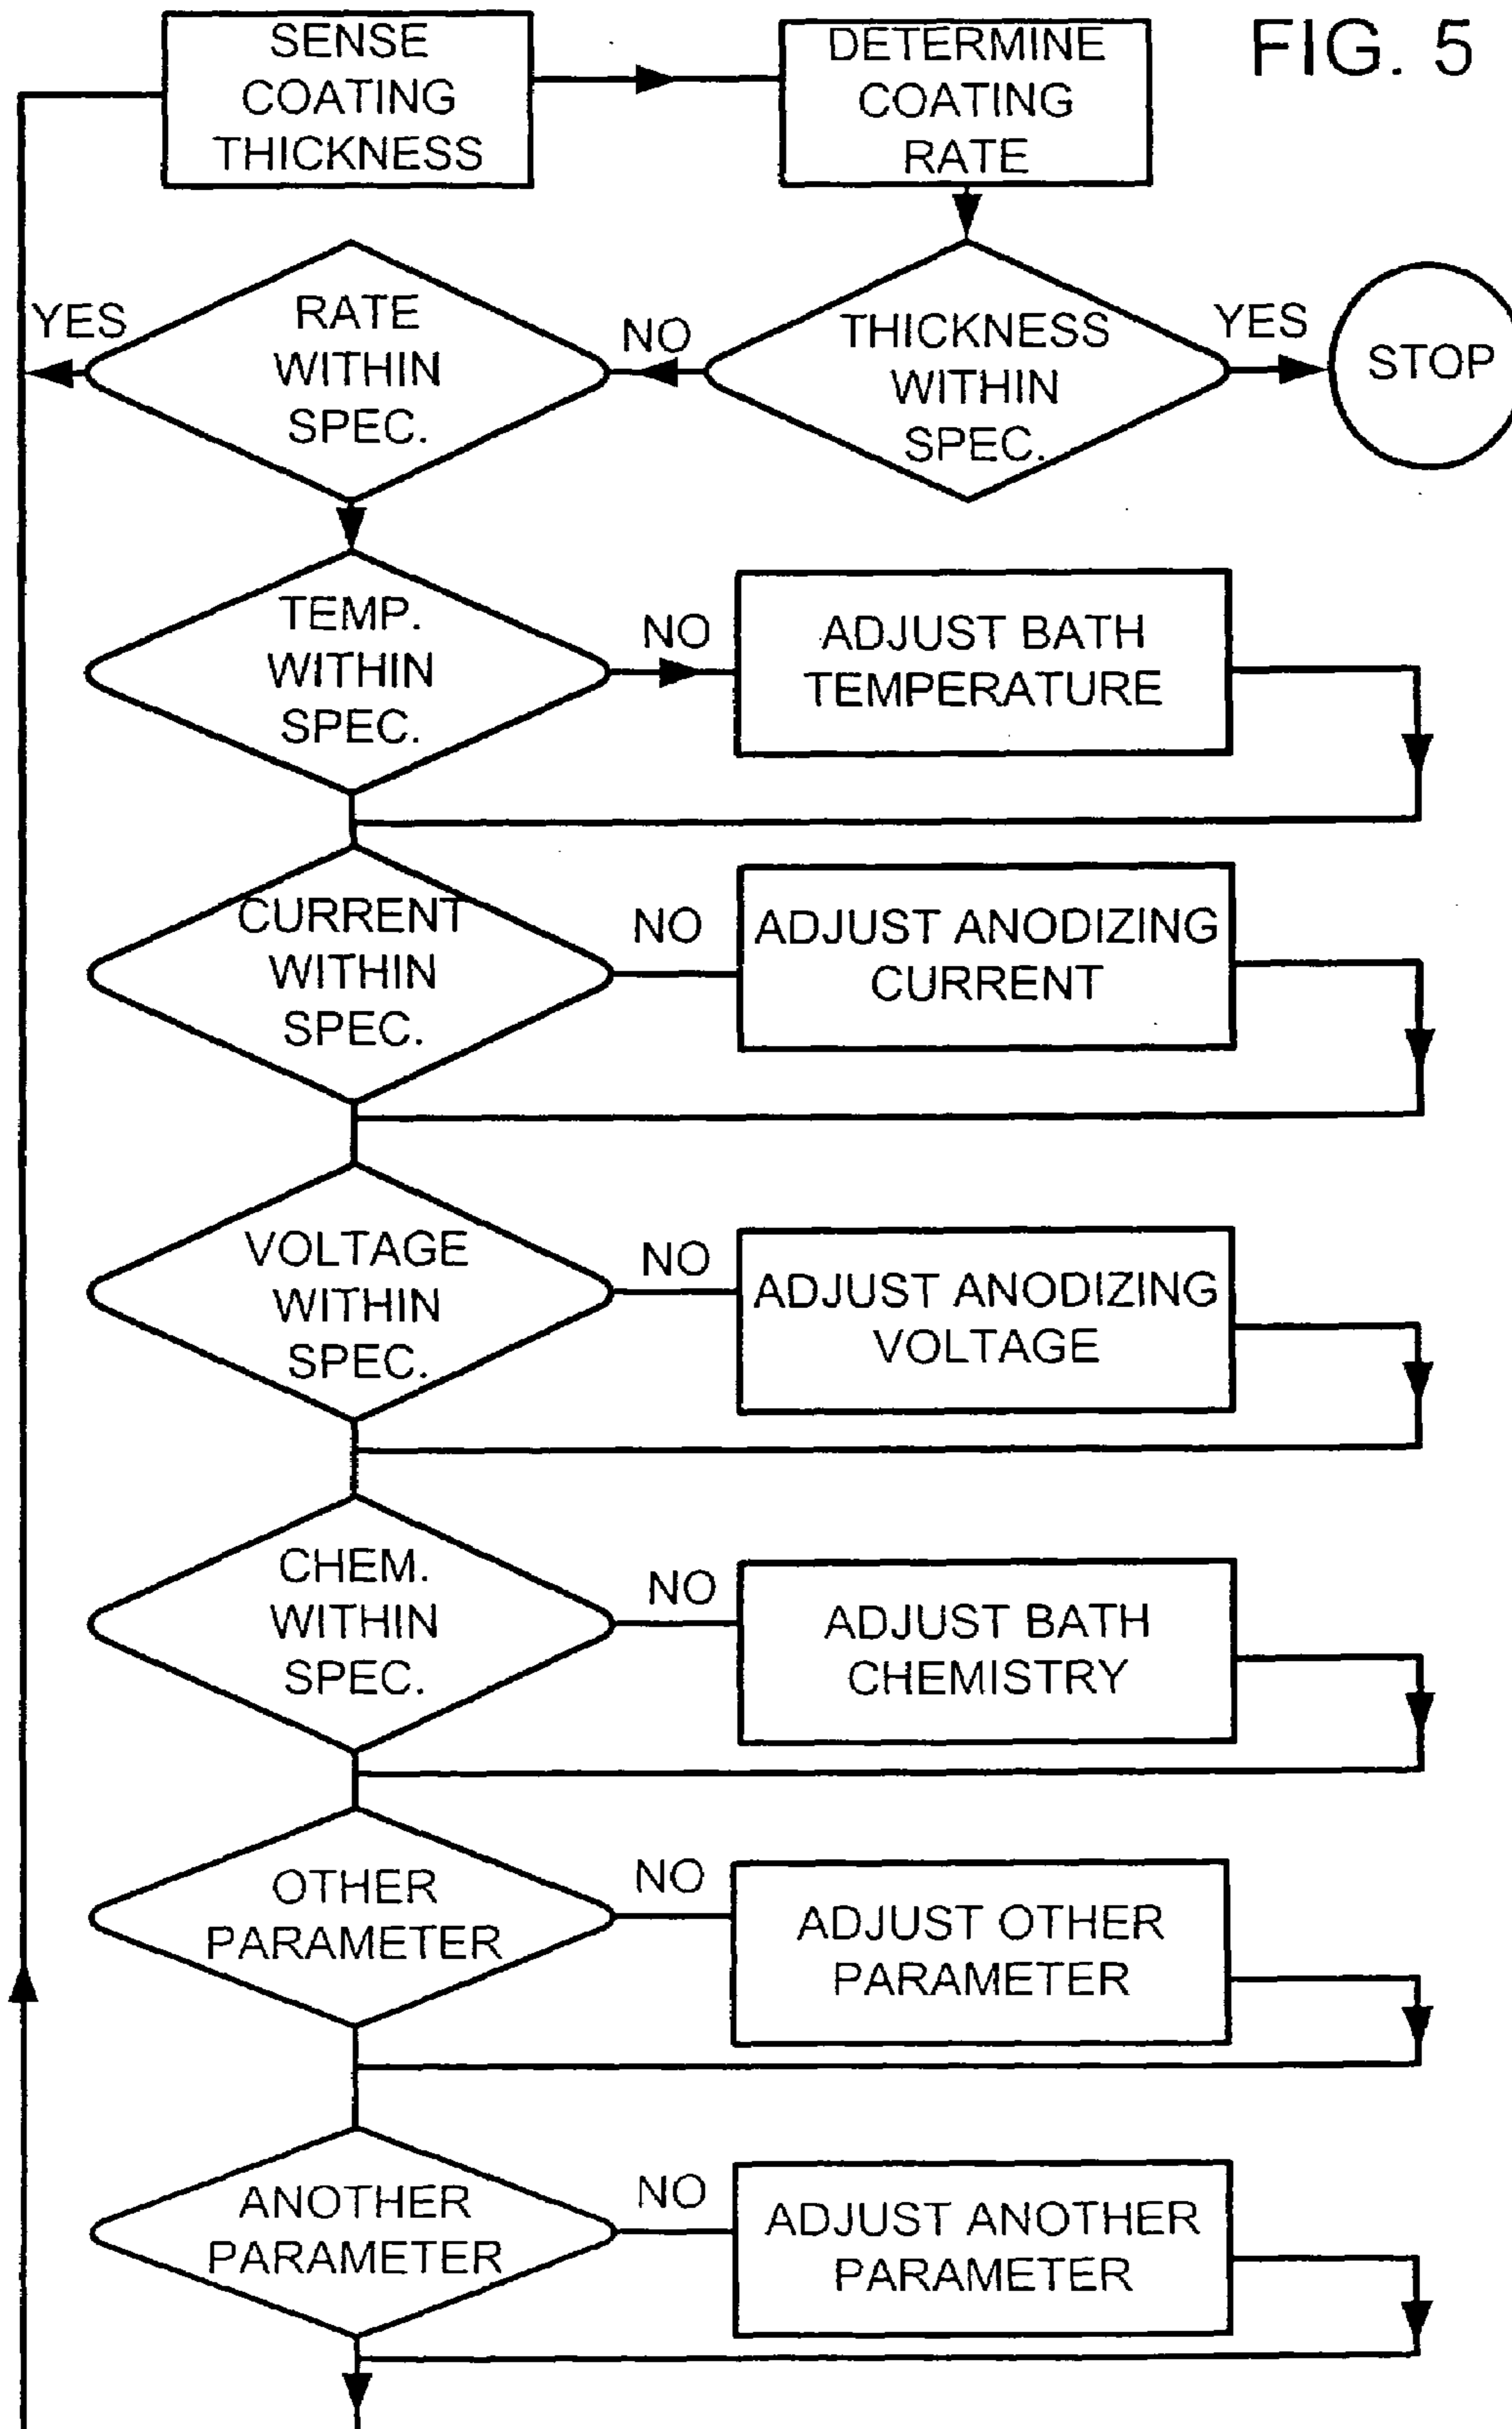 FIG. 5
SENSE
COATING
THICKNESS
DETERMINE
COATING
RATE
YES
RATE
WITHIN
SPEC.
NO
THICKNESS
WITHIN
SPEC.
YES
STOP
TEMP.
WITHIN
SPEC.
NO
ADJUST BATH
TEMPERATURE
CURRENT
WITHIN
SPEC.
NO
ADJUST ANODIZING
CURRENT
VOLTAGE
WITHIN
SPEC.
NO
ADJUST ANODIZING
VOLTAGE
CHEM.
WITHIN
SPEC.
NO
ADJUST BATH
CHEMISTRY
OTHER
PARAMETER
NO
ADJUST OTHER
PARAMETER
ANOTHER
PARAMETER
NO
ADJUST ANOTHER
PARAMETER